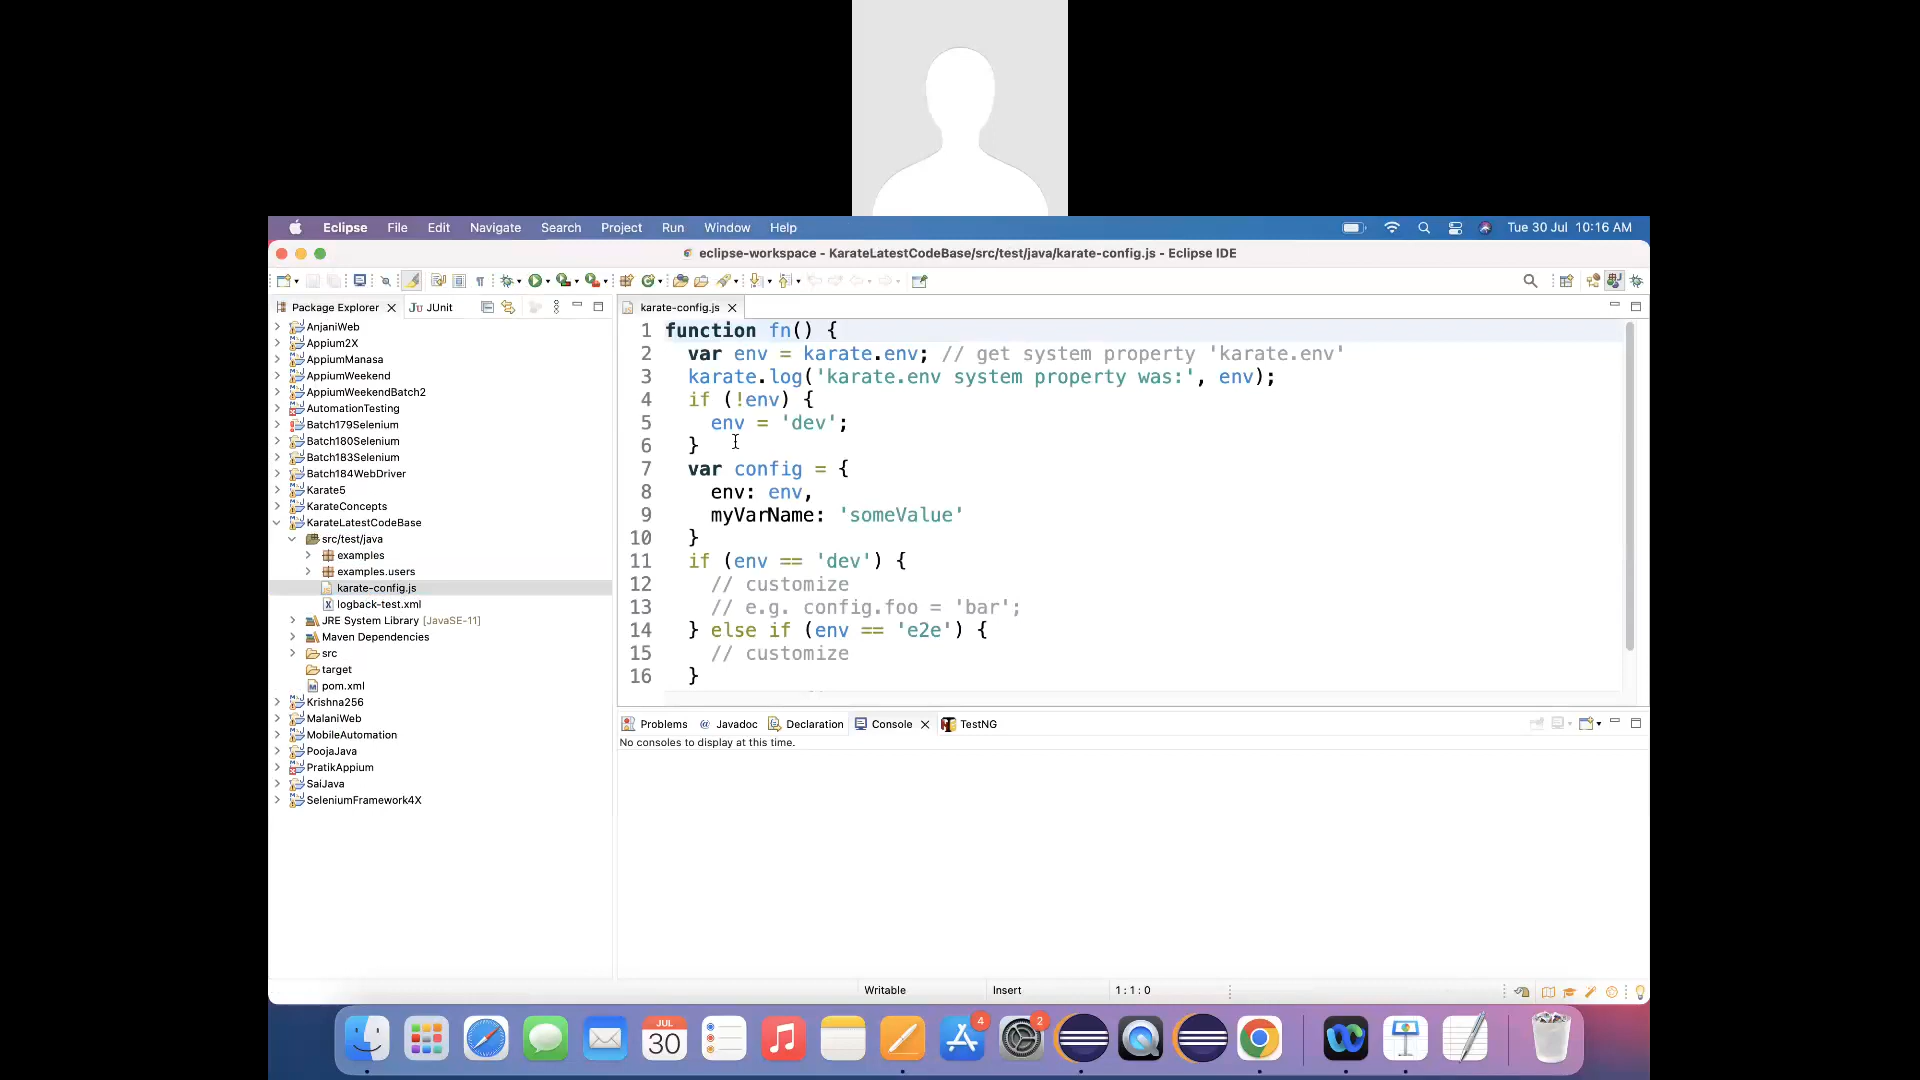 Eclipse File Edit Navigate Search Project Run Window Help Tue 30 Jul 10:16 AM
eclipse-workspace - KarateLatestCodeBase/src/test/java/karate-config.js - Eclipse IDE
Package Explorer JUnit
karate-config.js
AnjaniWeb
Appium2X
AppiumManasa
AppiumWeekend
AppiumWeekendBatch2
AutomationTesting
Batch179Selenium
Batch180Selenium
Batch183Selenium
Batch184WebDriver
Karate5
KarateConcepts
KarateLatestCodeBase
src/test/java
examples
examples.users
karate-config.js
logback-test.xml
JRE System Library [JavaSE-11]
Maven Dependencies
src
target
pom.xml
Krishna256
MalaniWeb
MobileAutomation
PoojaJava
PratikAppium
SaiJava
SeleniumFramework4X
1 function fn() {
2 var env = karate.env; // get system property 'karate.env'
3 karate.log('karate.env system property was:', env);
4 if (!env) {
5 env = 'dev';
6 }
7 var config = {
8 env: env,
9 myVarName: 'someValue'
10 }
11 if (env == 'dev') {
12 // customize
13 // e.g. config.foo = 'bar';
14 } else if (env == 'e2e') {
15 // customize
16 }
Problems @ Javadoc Declaration Console TestNG
No consoles to display at this time.
Writable Insert 1 : 1 : 0
JUL
30
4
2